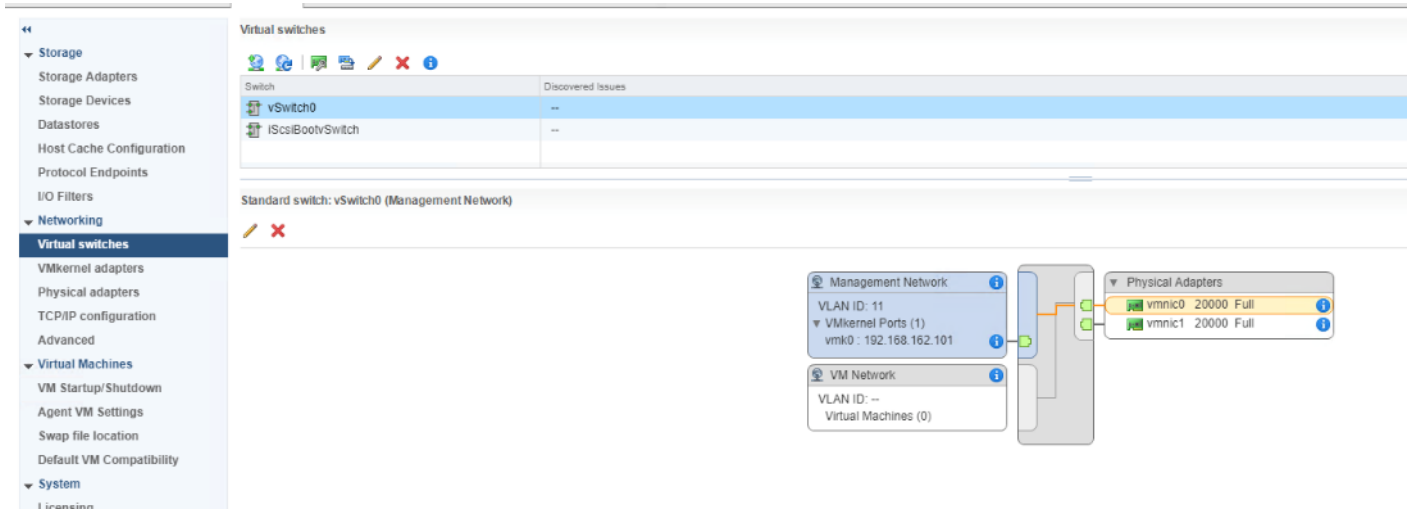 Storage
Storage Adapters
Storage Devices
Datastores
Host Cache Configuration
Protocol Endpoints
I/O Filters
Networking
Virtual switches
VMkernel adapters
Physical adapters
TCP/IP configuration
Advanced
Virtual Machines
VM Startup/Shutdown
Agent VM Settings
Swap file location
Default VM Compatibility
System
Licensing
Virtual switches
Switch Discovered Issues
vSwitch0 --
iScsiBootvSwitch --
Standard switch: vSwitch0 (Management Network)
Management Network
VLAN ID: 11
VMkernel Ports (1)
vmk0 : 192.168.162.101
VM Network
VLAN ID: --
Virtual Machines (0)
Physical Adapters
vmnic0 20000 Full
vmnic1 20000 Full